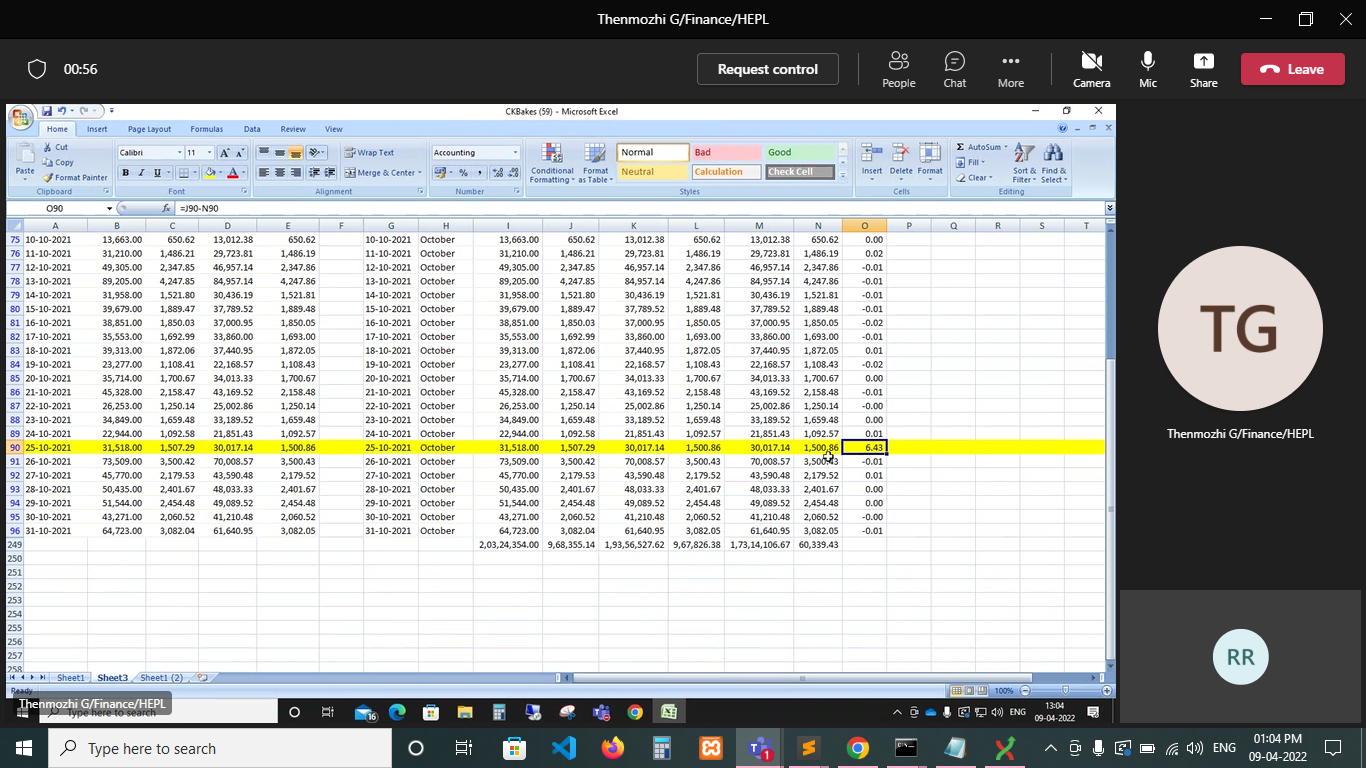 Thenmozhi G/Finance/HEPL
00:56
Request control
People
Chat
More
Camera
Mic
Share
Leave
CKBakes (59) - Microsoft Excel
Home Insert Page Layout Formulas Data Review View
Paste
Cut
Copy
Format Painter
Clipboard
Calibri 11
B I U
Font
Wrap Text
Merge & Center
Alignment
Accounting
Number
Conditional Formatting
Format as Table
Normal Bad Good
Neutral Calculation Check Cell
Styles
Insert Delete Format
Cells
AutoSum
Fill
Clear
Sort & Filter
Find & Select
Editing
O90 fx =J90-N90
A B C D E F G H I J K L M N O P Q R S T
75 10-10-2021 13,663.00 650.62 13,012.38 650.62 10-10-2021 October 13,663.00 650.62 13,012.38 650.62 13,012.38 650.62 0.00
76 11-10-2021 31,210.00 1,486.21 29,723.81 1,486.19 11-10-2021 October 31,210.00 1,486.21 29,723.81 1,486.19 29,723.81 1,486.19 0.02
77 12-10-2021 49,305.00 2,347.85 46,957.14 2,347.86 12-10-2021 October 49,305.00 2,347.85 46,957.14 2,347.86 46,957.14 2,347.86 -0.01
78 13-10-2021 89,205.00 4,247.85 84,957.14 4,247.86 13-10-2021 October 89,205.00 4,247.85 84,957.14 4,247.86 84,957.14 4,247.86 -0.01
79 14-10-2021 31,958.00 1,521.80 30,436.19 1,521.81 14-10-2021 October 31,958.00 1,521.80 30,436.19 1,521.81 30,436.19 1,521.81 -0.01
80 15-10-2021 39,679.00 1,889.47 37,789.52 1,889.48 15-10-2021 October 39,679.00 1,889.47 37,789.52 1,889.48 37,789.52 1,889.48 -0.01
81 16-10-2021 38,851.00 1,850.03 37,000.95 1,850.05 16-10-2021 October 38,851.00 1,850.03 37,000.95 1,850.05 37,000.95 1,850.05 -0.02
82 17-10-2021 35,553.00 1,692.99 33,860.00 1,693.00 17-10-2021 October 35,553.00 1,692.99 33,860.00 1,693.00 33,860.00 1,693.00 -0.01
83 18-10-2021 39,313.00 1,872.06 37,440.95 1,872.05 18-10-2021 October 39,313.00 1,872.06 37,440.95 1,872.05 37,440.95 1,872.05 0.01
84 19-10-2021 23,277.00 1,108.41 22,168.57 1,108.43 19-10-2021 October 23,277.00 1,108.41 22,168.57 1,108.43 22,168.57 1,108.43 -0.02
85 20-10-2021 35,714.00 1,700.67 34,013.33 1,700.67 20-10-2021 October 35,714.00 1,700.67 34,013.33 1,700.67 34,013.33 1,700.67 0.00
86 21-10-2021 45,328.00 2,158.47 43,169.52 2,158.48 21-10-2021 October 45,328.00 2,158.47 43,169.52 2,158.48 43,169.52 2,158.48 -0.01
87 22-10-2021 26,253.00 1,250.14 25,002.86 1,250.14 22-10-2021 October 26,253.00 1,250.14 25,002.86 1,250.14 25,002.86 1,250.14 -0.00
88 23-10-2021 34,849.00 1,659.48 33,189.52 1,659.48 23-10-2021 October 34,849.00 1,659.48 33,189.52 1,659.48 33,189.52 1,659.48 0.00
89 24-10-2021 22,944.00 1,092.58 21,851.43 1,092.57 24-10-2021 October 22,944.00 1,092.58 21,851.43 1,092.57 21,851.43 1,092.57 0.01
90 25-10-2021 31,518.00 1,507.29 30,017.14 1,500.86 25-10-2021 October 31,518.00 1,507.29 30,017.14 1,500.86 30,017.14 1,500.86 6.43
91 26-10-2021 73,509.00 3,500.42 70,008.57 3,500.43 26-10-2021 October 73,509.00 3,500.42 70,008.57 3,500.43 70,008.57 3,500.43 -0.01
92 27-10-2021 45,770.00 2,179.53 43,590.48 2,179.52 27-10-2021 October 45,770.00 2,179.53 43,590.48 2,179.52 43,590.48 2,179.52 0.01
93 28-10-2021 50,435.00 2,401.67 48,033.33 2,401.67 28-10-2021 October 50,435.00 2,401.67 48,033.33 2,401.67 48,033.33 2,401.67 0.00
94 29-10-2021 51,544.00 2,454.48 49,089.52 2,454.48 29-10-2021 October 51,544.00 2,454.48 49,089.52 2,454.48 49,089.52 2,454.48 0.00
95 30-10-2021 43,271.00 2,060.52 41,210.48 2,060.52 30-10-2021 October 43,271.00 2,060.52 41,210.48 2,060.52 41,210.48 2,060.52 -0.00
96 31-10-2021 64,723.00 3,082.04 61,640.95 3,082.05 31-10-2021 October 64,723.00 3,082.04 61,640.95 3,082.05 61,640.95 3,082.05 -0.01
249 2,03,24,354.00 9,68,355.14 1,93,56,527.62 9,67,826.38 1,73,14,106.67 60,339.43
250
251
252
253
254
255
256
257
258
Sheet1 Sheet3 Sheet1 (2)
Ready 100%
Thenmozhi G/Finance/HEPL
Type here to search
16
ENG
13:04
09-04-2022
TG
Thenmozhi G/Finance/HEPL
RR
Type here to search
1
ENG
01:04 PM
09-04-2022